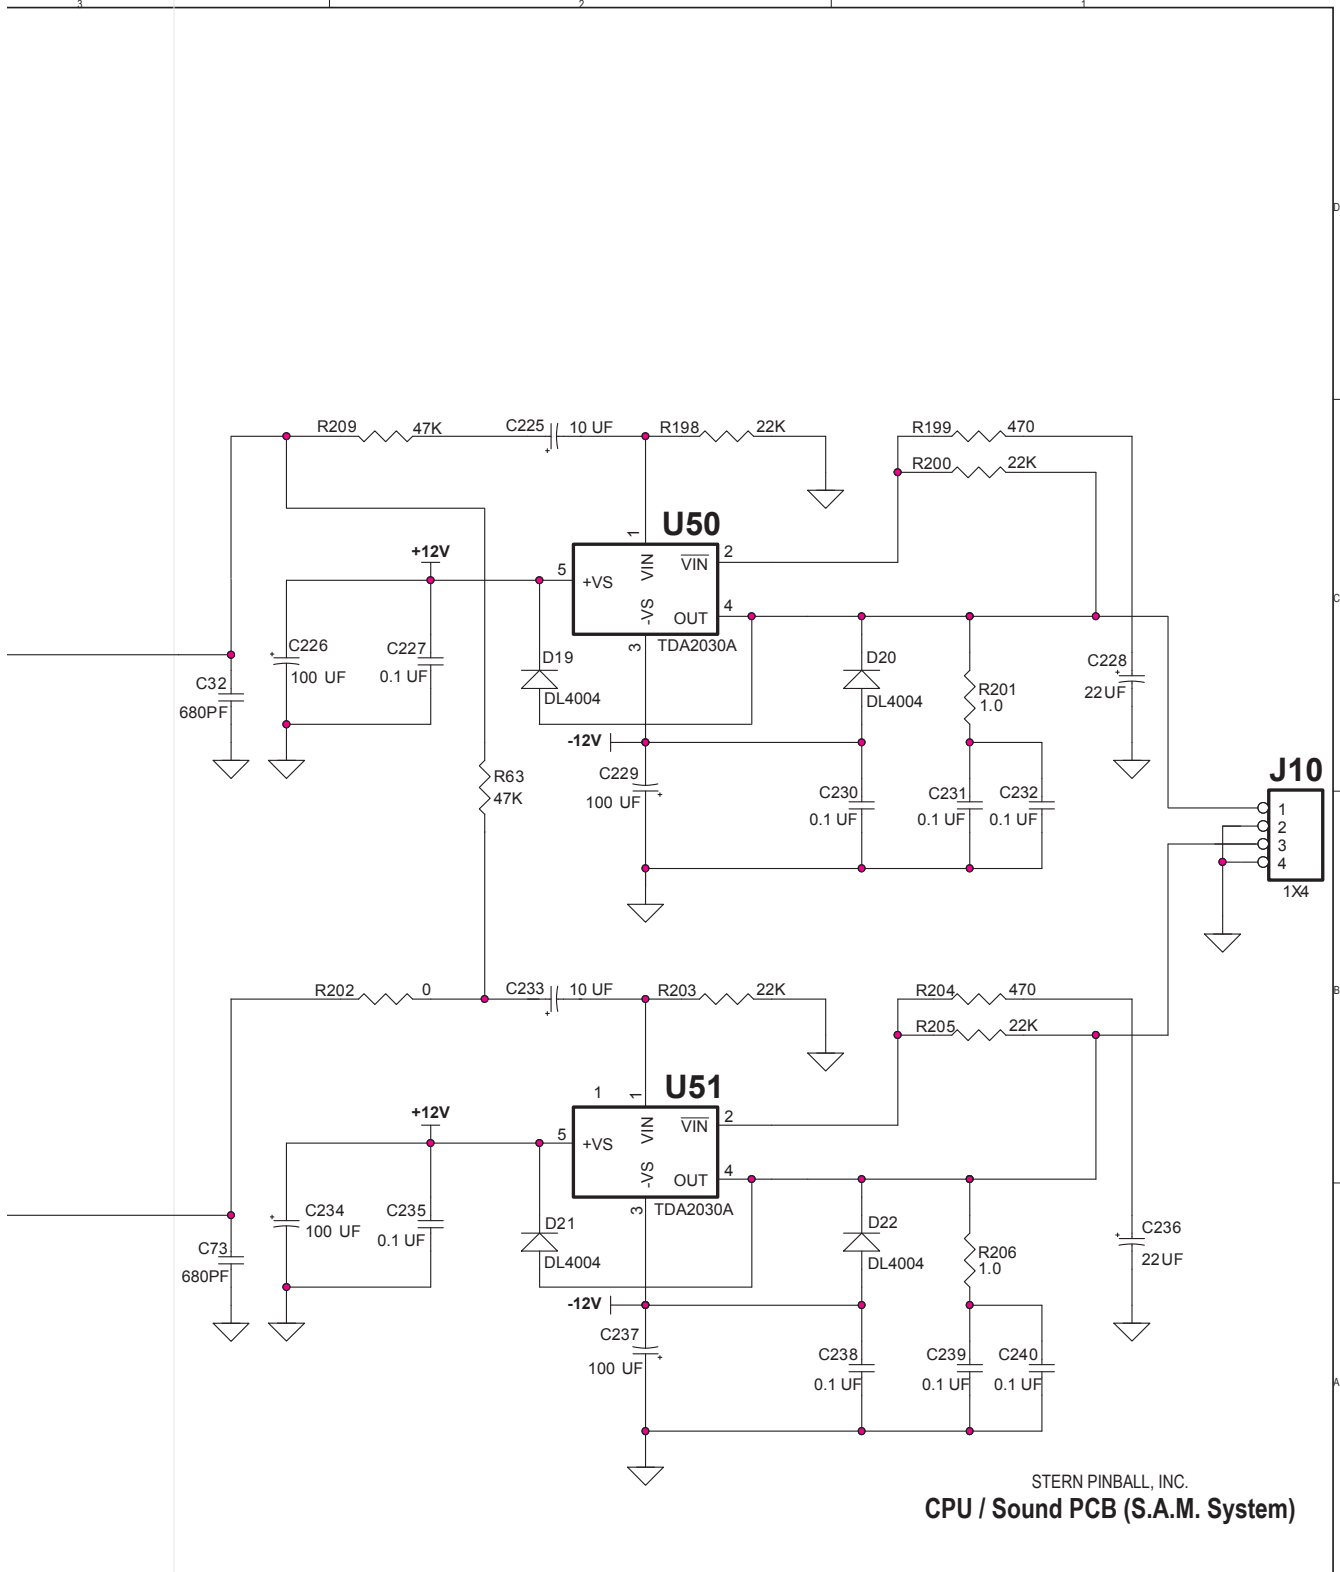 3 2 1
D
R209 47K C225 10 UF R198 22K R199 470
+
R200 22K
U50
+12V
1 2
5 +VS VIN VIN
C
-VS OUT 4
3 TDA2030A
+ C226 C227 D19 D20 C228
100 UF 0.1 UF +
C32 R201 22UF
680PF DL4004 DL4004 1.0
-12V
R63 C229 J10
47K 100 UF + C230 C231 C232
0.1 UF 0.1 UF 0.1 UF
1
2
3
4
1X4
R202 0 C233 10 UF R203 22K R204 470
B
+
R205 22K
U51
1
+12V
1 2
5 +VS VIN VIN
-VS OUT 4
3 TDA2030A
+ C234 C235 D21 D22 + C236
100 UF 0.1 UF 22UF
C73 R206
680PF DL4004 DL4004 1.0
-12V
C237
+
100 UF C238 C239 C240
0.1 UF 0.1 UF 0.1 UF
A
STERN PINBALL, INC.
CPU / Sound PCB (S.A.M. System)